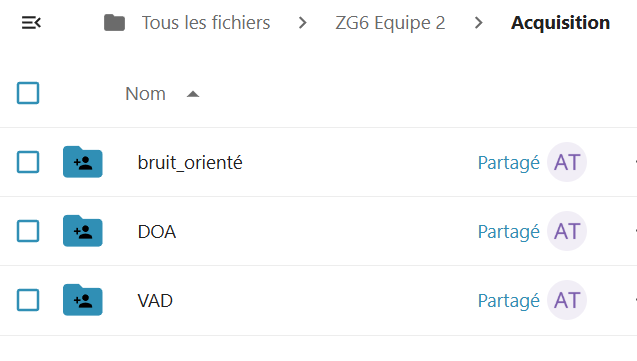 Tous les fichiers > ZG6 Equipe 2 > Acquisition
Nom
bruit_orienté Partagé AT
DOA Partagé AT
VAD Partagé AT